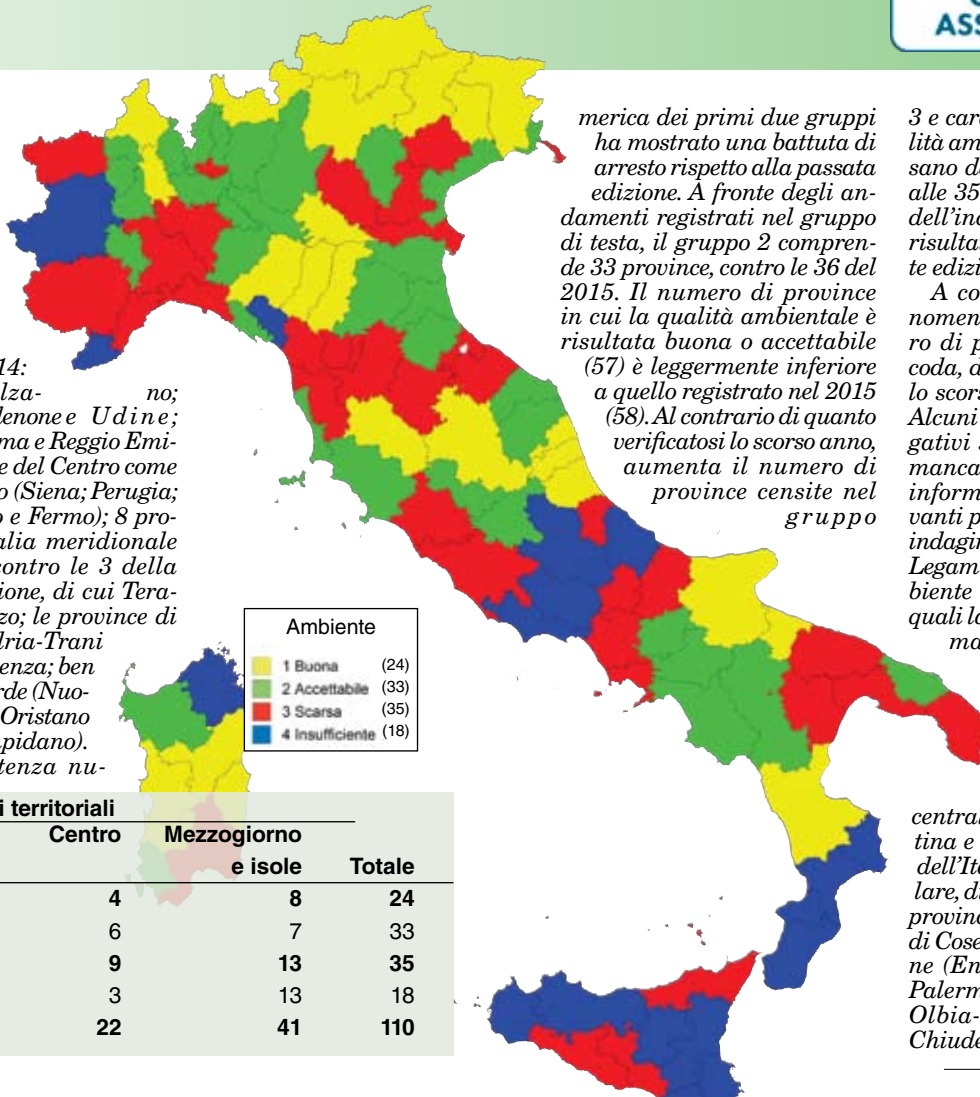 ASS
merica dei primi due gruppi
ha mostrato una battuta di
arresto rispetto alla passata
edizione. A fronte degli an-
damenti registrati nel gruppo
di testa, il gruppo 2 compren-
de 33 province, contro le 36 del
2015. Il numero di province
in cui la qualità ambientale è
risultata buona o accettabile
(57) è leggermente inferiore
a quello registrato nel 2015
(58). Al contrario di quanto
verificatosi lo scorso anno,
aumenta il numero di
province censite nel
gruppo
3 e car
lità am
sano d
alle 35
dell'in
risulta
te ediz
A co
nomen
ro di p
coda, d
lo scors
Alcuni
gativi
manca
inform
vanti p
indagin
Legam
biente
quali la
ma
14:
lza- no;
denone e Udine;
ma e Reggio Emi-
e del Centro come
o (Siena; Perugia;
o e Fermo); 8 pro-
alia meridionale
contro le 3 della
ione, di cui Tera-
zo; le province di
dria-Trani
enza; ben
rde (Nuo-
Oristano
pidano).
tenza nu-
Ambiente
1 Buona (24)
2 Accettabile (33)
3 Scarsa (35)
4 Insufficiente (18)
i territoriali
Centro Mezzogiorno
e isole Totale
4 8 24
6 7 33
9 13 35
3 13 18
22 41 110
central
tina e
dell'Ita
lare, di
provinc
di Cose
ne (En
Palerm
Olbia-
Chiude